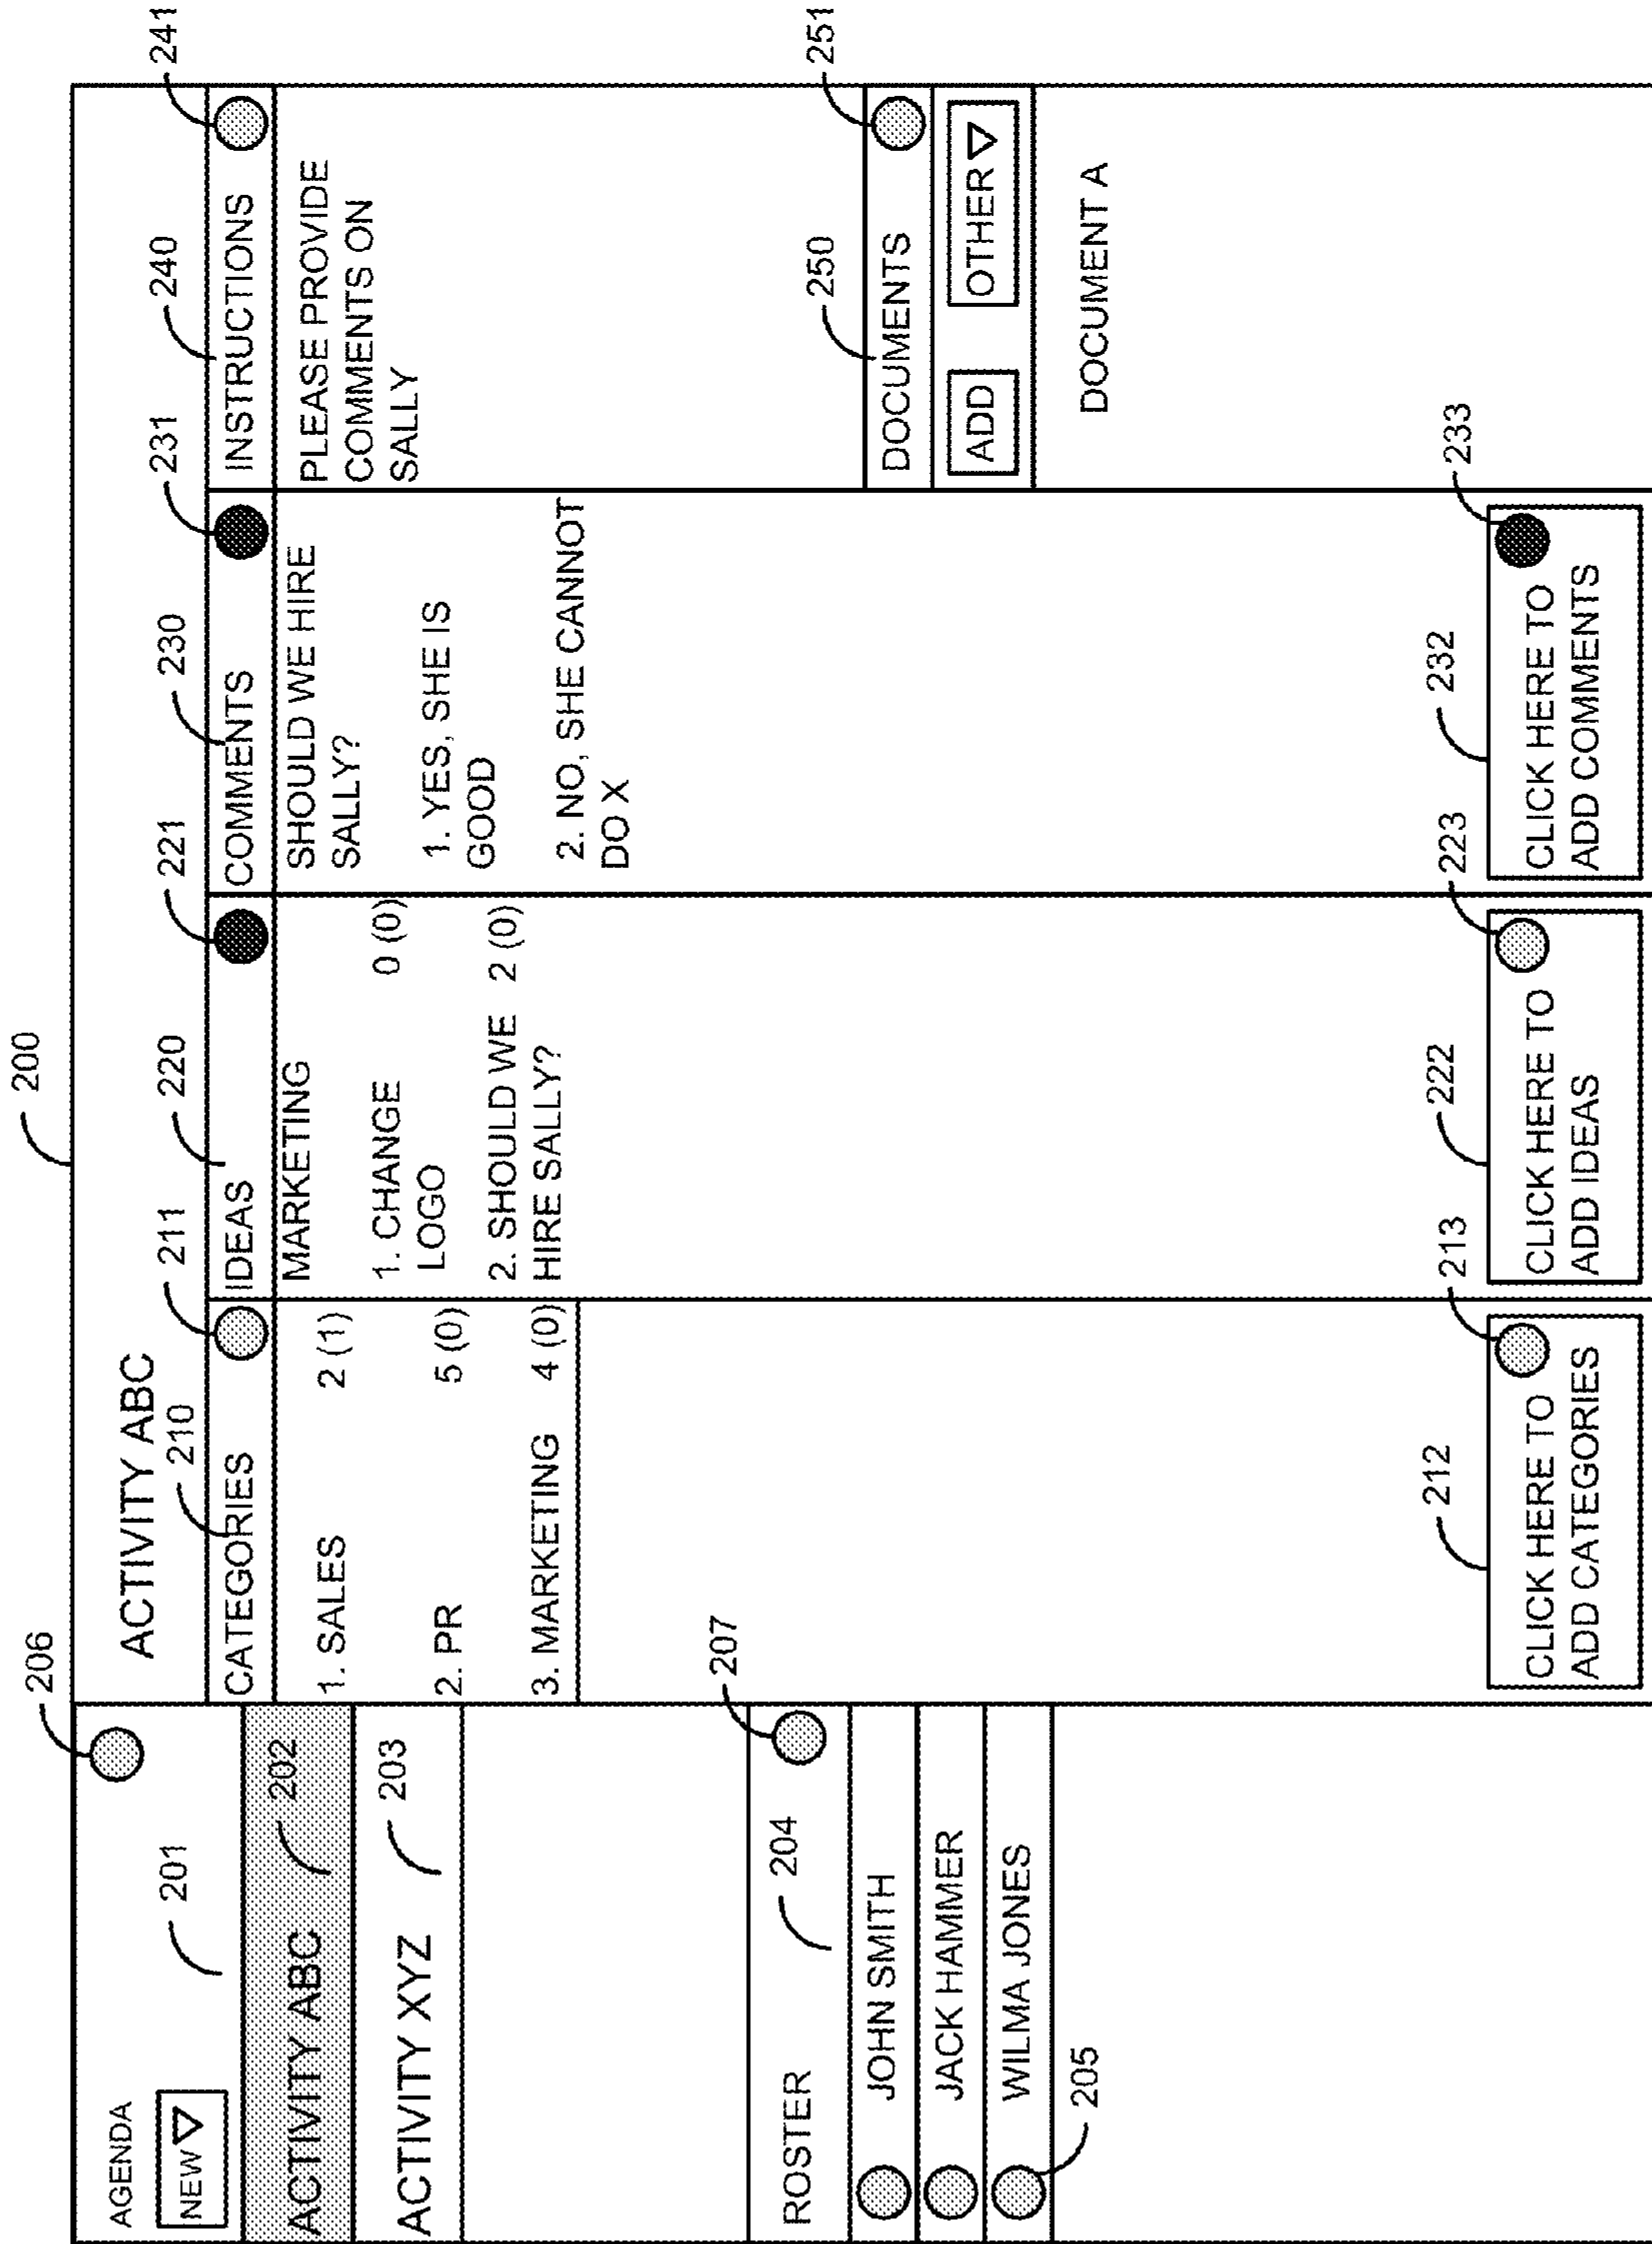 200
206
AGENDA
NEW
201
ACTIVITY ABC
202
ACTIVITY XYZ
203
ROSTER
204
207
JOHN SMITH
JACK HAMMER
WILMA JONES
205
ACTIVITY ABC
210
211
CATEGORIES
1. SALES 2 (1)
2. PR 5 (0)
3. MARKETING 4 (0)
212
213
CLICK HERE TO
ADD CATEGORIES
220
221
IDEAS
MARKETING
1. CHANGE 0 (0)
LOGO
2. SHOULD WE 2 (0)
HIRE SALLY?
222
223
CLICK HERE TO
ADD IDEAS
230
231
COMMENTS
SHOULD WE HIRE
SALLY?
1. YES, SHE IS
GOOD
2. NO, SHE CANNOT
DO X
232
233
CLICK HERE TO
ADD COMMENTS
240
241
INSTRUCTIONS
PLEASE PROVIDE
COMMENTS ON
SALLY
250
251
DOCUMENTS
ADD OTHER
DOCUMENT A